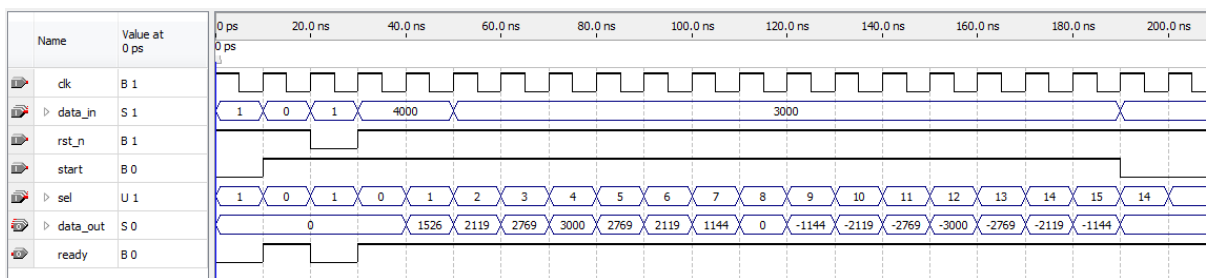 Name Value at 0 ps
0 ps 20.0 ns 40.0 ns 60.0 ns 80.0 ns 100.0 ns 120.0 ns 140.0 ns 160.0 ns 180.0 ns 200.0 ns
0 ps
clk B 1
data_in S 1 1 0 1 4000 3000
rst_n B 1
start B 0
sel U 1 1 0 1 0 1 2 3 4 5 6 7 8 9 10 11 12 13 14 15 14
data_out S 0 0 1526 2119 2769 3000 2769 2119 1144 0 -1144 -2119 -2769 -3000 -2769 -2119 -1144
ready B 0